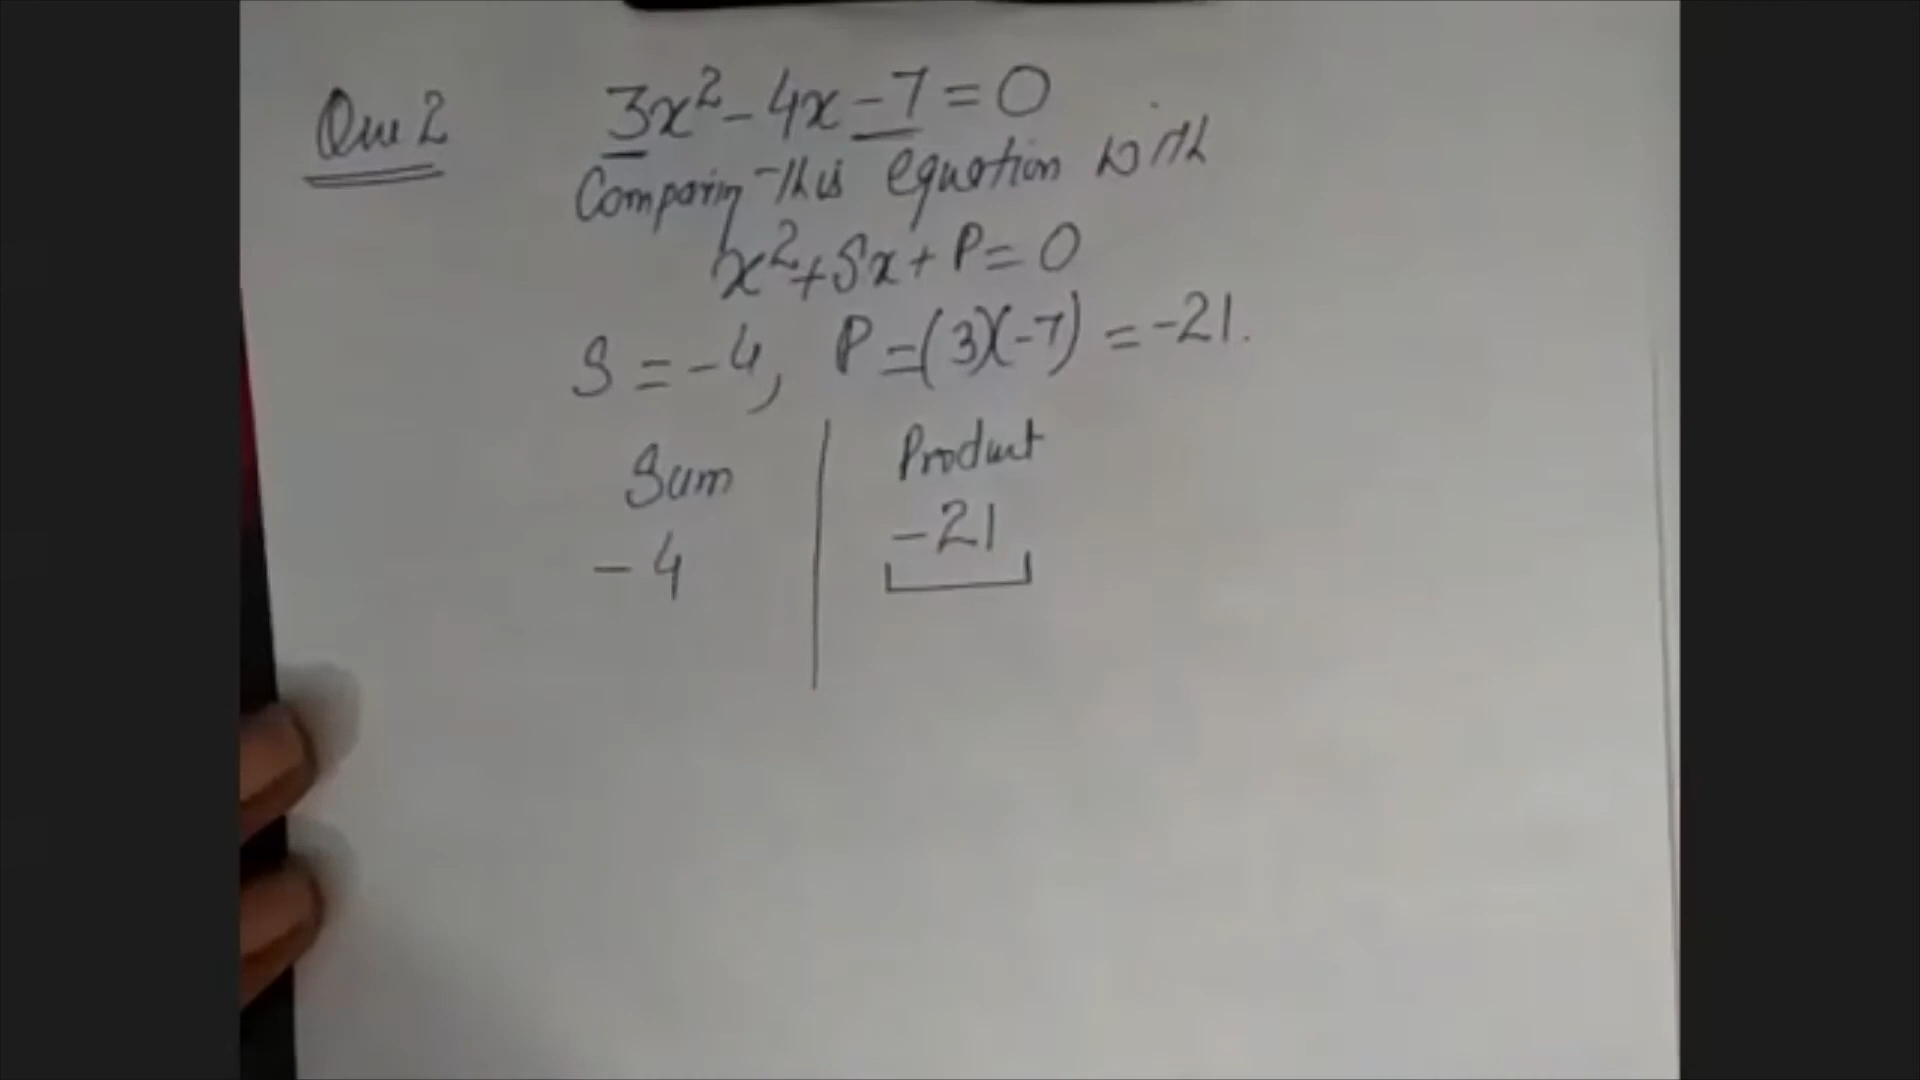 Que 2
3x² - 4x - 7 = 0
Comparing this equation with
x² + Sx + P = 0
S = -4, P = (3)(-7) = -21.
Sum | Product
-4 | -21